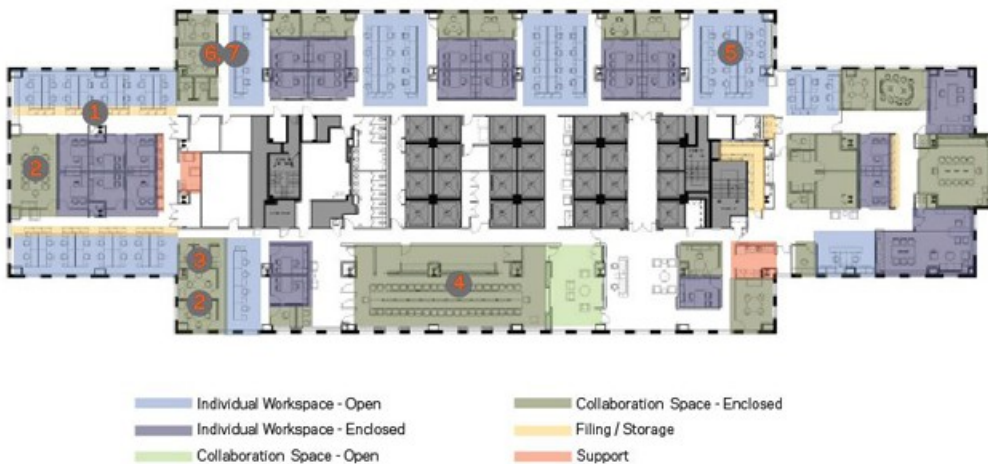 6, 7
5
1
2
3
4
2
Individual Workspace - Open
Individual Workspace - Enclosed
Collaboration Space - Open
Collaboration Space - Enclosed
Filing / Storage
Support